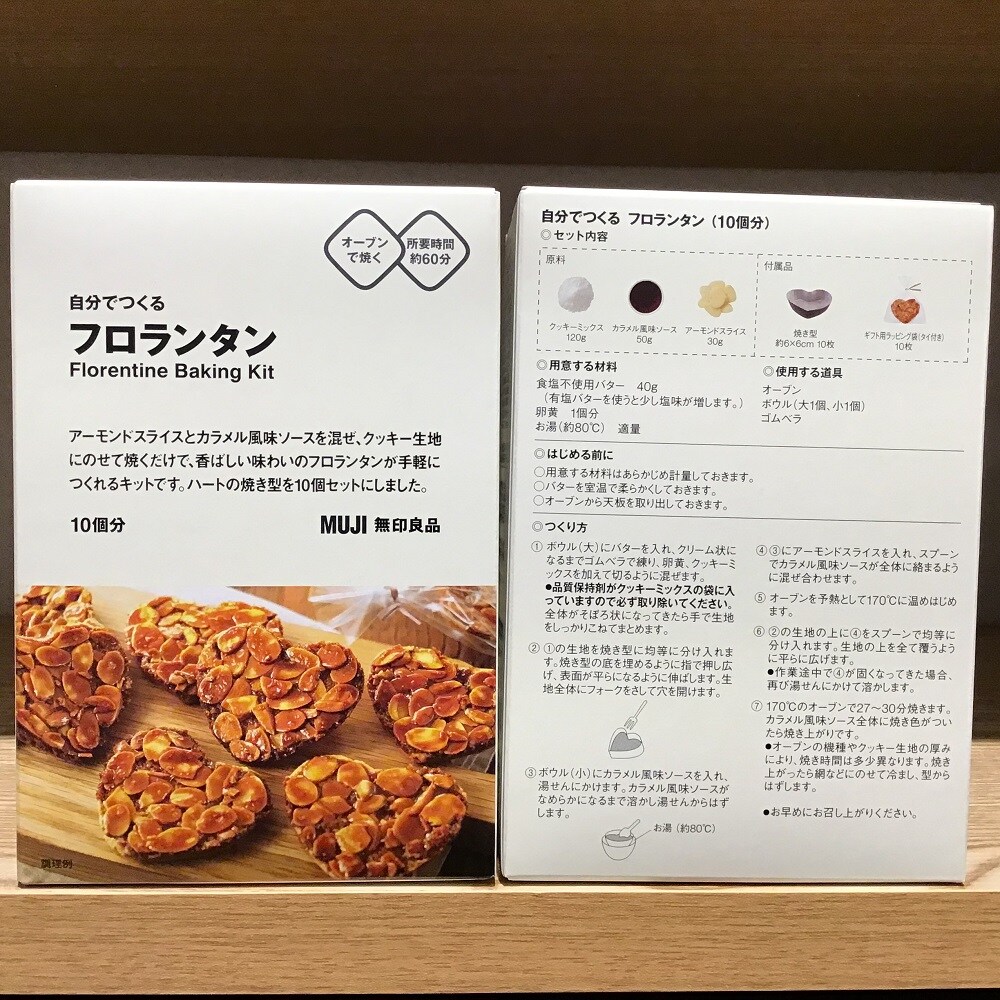 オーブン
で焼く
所要時間
約60分
自分でつくる
フロランタン
Florentine Baking Kit
アーモンドスライスとカラメル風味ソースを混ぜ、クッキー生地
にのせて焼くだけで、香ばしい味わいのフロランタンが手軽に
つくれるキットです。ハートの焼き型を10個セットにしました。
10個分
MUJI 無印良品
調理例
自分でつくる フロランタン（10個分）
◎セット内容
原料
クッキーミックス
120g
カラメル風味ソース
50g
アーモンドスライス
30g
付属品
焼き型
約6×6cm 10枚
ギフト用ラッピング袋（タイ付き）
10枚
◎用意する材料
食塩不使用バター 40g
（有塩バターを使うと少し塩味が増します。）
卵黄 1個分
お湯（約80℃） 適量
◎使用する道具
オーブン
ボウル（大1個、小1個）
ゴムベラ
◎はじめる前に
○用意する材料はあらかじめ計量しておきます。
○バターを室温で柔らかくしておきます。
○オーブンから天板を取り出しておきます。
◎つくり方
① ボウル（大）にバターを入れ、クリーム状に
なるまでゴムベラで練り、卵黄、クッキーミ
ックスを加えて切るように混ぜます。
●品質保持剤がクッキーミックスの袋に入
っていますので必ず取り除いてください。
全体がそぼろ状になってきたら手で生地
をしっかりこねてまとめます。
② ①の生地を焼き型に均等に分け入れま
す。焼き型の底を埋めるように指で押し広
げ、表面が平らになるように伸ばします。生
地全体にフォークをさして穴を開けます。
③ ボウル（小）にカラメル風味ソースを入れ、
湯せんにかけます。カラメル風味ソースが
なめらかになるまで溶かし湯せんからはず
します。
お湯（約80℃）
④ ③にアーモンドスライスを入れ、スプーン
でカラメル風味ソースが全体に絡まるよう
に混ぜ合わせます。
⑤ オーブンを予熱として170℃に温めはじめ
ます。
⑥ ②の生地の上に④をスプーンで均等に
分け入れます。生地の上を全て覆うよう
に平らに広げます。
●作業途中で④が固くなってきた場合、
再び湯せんにかけて溶かします。
⑦ 170℃のオーブンで27〜30分焼きます。
カラメル風味ソース全体に焼き色がつい
たら焼き上がりです。
●オーブンの機種やクッキー生地の厚み
により、焼き時間は多少異なります。焼き
上がったら網などにのせて冷まし、型から
はずします。
●お早めにお召し上がりください。